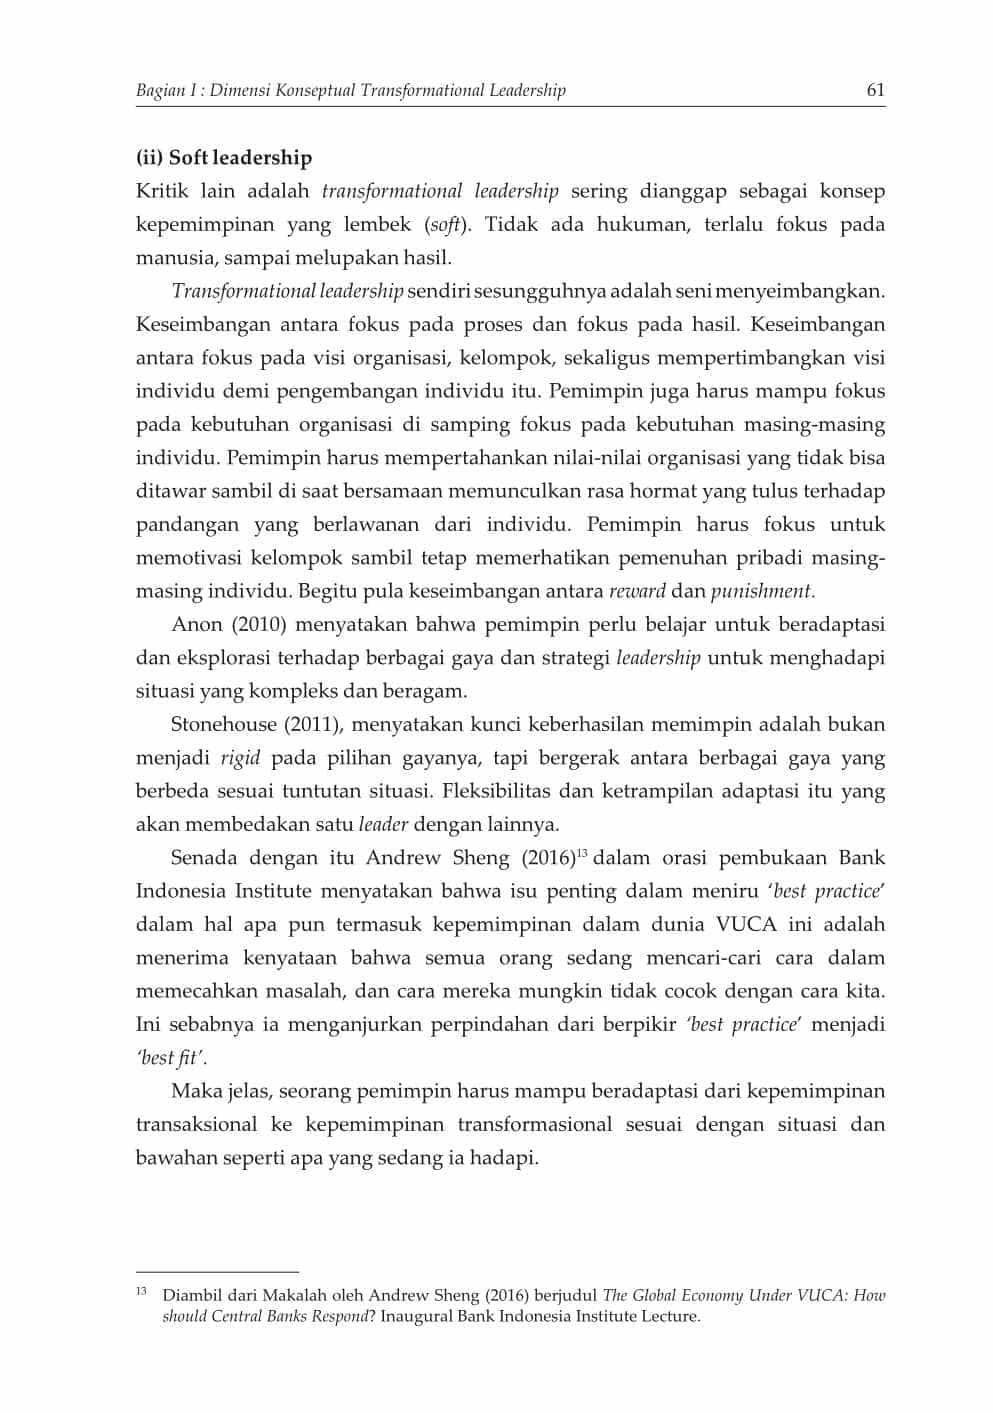 Bagian I : Dimensi Konseptual Transformational Leadership 61
(ii) Soft leadership
Kritik lain adalah transformational leadership sering dianggap sebagai konsep
kepemimpinan yang lembek (soft). Tidak ada hukuman, terlalu fokus pada
manusia, sampai melupakan hasil.
Transformational leadership sendiri sesungguhnya adalah seni menyeimbangkan.
Keseimbangan antara fokus pada proses dan fokus pada hasil. Keseimbangan
antara fokus pada visi organisasi, kelompok, sekaligus mempertimbangkan visi
individu demi pengembangan individu itu. Pemimpin juga harus mampu fokus
pada kebutuhan organisasi di samping fokus pada kebutuhan masing-masing
individu. Pemimpin harus mempertahankan nilai-nilai organisasi yang tidak bisa
ditawar sambil di saat bersamaan memunculkan rasa hormat yang tulus terhadap
pandangan yang berlawanan dari individu. Pemimpin harus fokus untuk
memotivasi kelompok sambil tetap memerhatikan pemenuhan pribadi masing-
masing individu. Begitu pula keseimbangan antara reward dan punishment.
Anon (2010) menyatakan bahwa pemimpin perlu belajar untuk beradaptasi
dan eksplorasi terhadap berbagai gaya dan strategi leadership untuk menghadapi
situasi yang kompleks dan beragam.
Stonehouse (2011), menyatakan kunci keberhasilan memimpin adalah bukan
menjadi rigid pada pilihan gayanya, tapi bergerak antara berbagai gaya yang
berbeda sesuai tuntutan situasi. Fleksibilitas dan ketrampilan adaptasi itu yang
akan membedakan satu leader dengan lainnya.
Senada dengan itu Andrew Sheng (2016)13 dalam orasi pembukaan Bank
Indonesia Institute menyatakan bahwa isu penting dalam meniru ‘best practice’
dalam hal apa pun termasuk kepemimpinan dalam dunia VUCA ini adalah
menerima kenyataan bahwa semua orang sedang mencari-cari cara dalam
memecahkan masalah, dan cara mereka mungkin tidak cocok dengan cara kita.
Ini sebabnya ia menganjurkan perpindahan dari berpikir ‘best practice’ menjadi
‘best fit’.
Maka jelas, seorang pemimpin harus mampu beradaptasi dari kepemimpinan
transaksional ke kepemimpinan transformasional sesuai dengan situasi dan
bawahan seperti apa yang sedang ia hadapi.
13 Diambil dari Makalah oleh Andrew Sheng (2016) berjudul The Global Economy Under VUCA: How
should Central Banks Respond? Inaugural Bank Indonesia Institute Lecture.